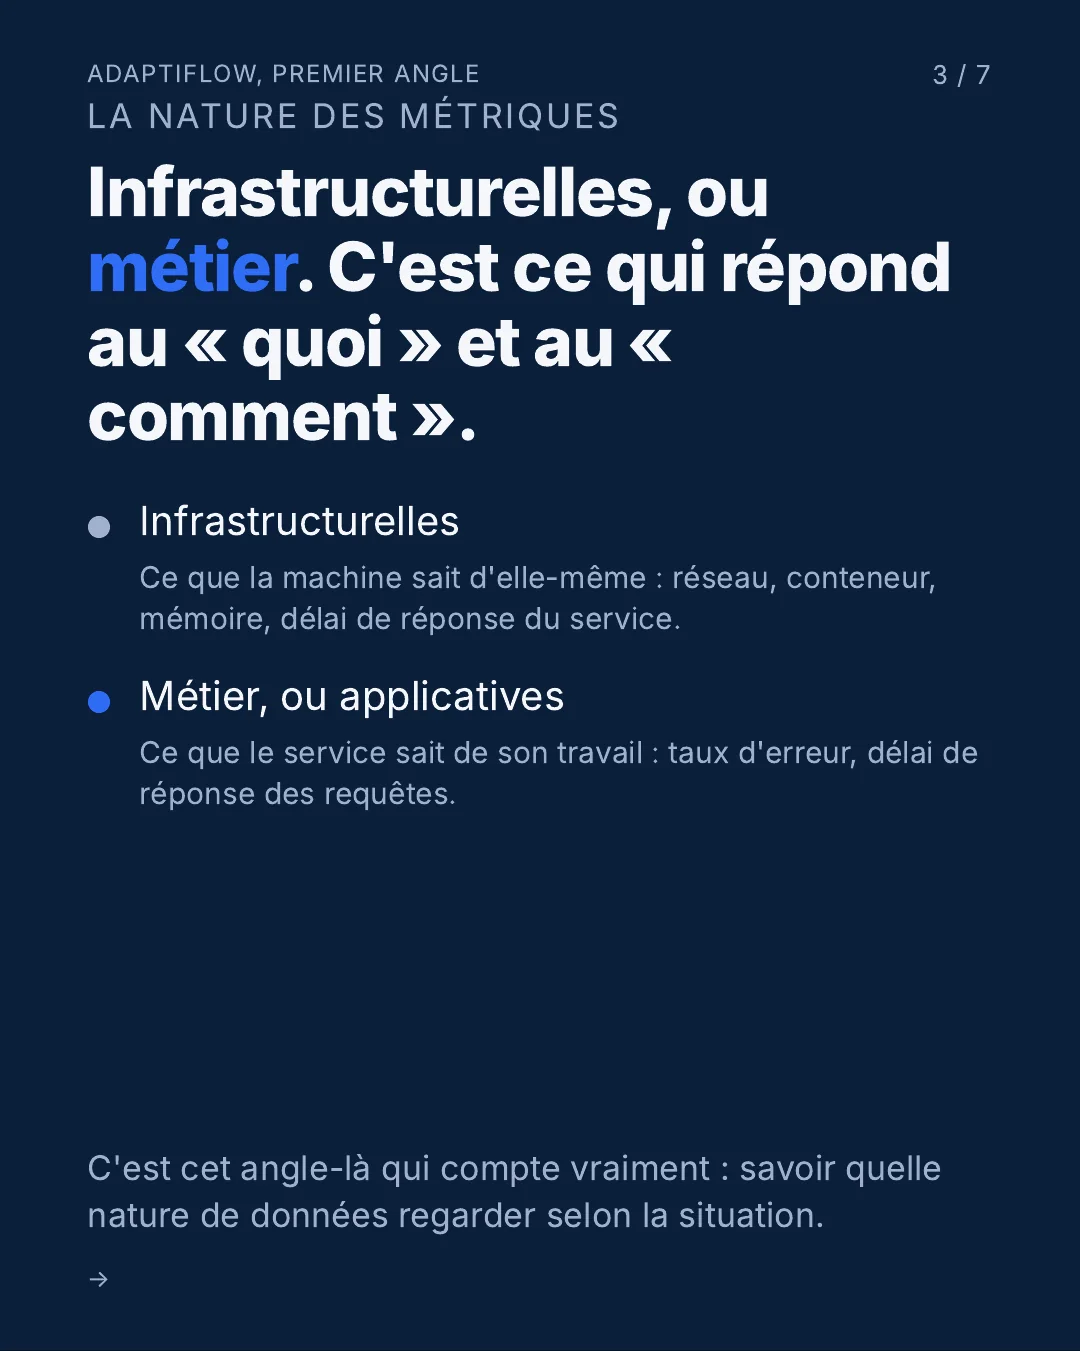 ADAPTIFLOW, PREMIER ANGLE
3 / 7
LA NATURE DES MÉTRIQUES
Infrastructurelles, ou
métier. C'est ce qui répond
au « quoi » et au «
comment ».
Infrastructurelles
Ce que la machine sait d'elle-même : réseau, conteneur,
mémoire, délai de réponse du service.
Métier, ou applicatives
Ce que le service sait de son travail : taux d'erreur, délai de
réponse des requêtes.
C'est cet angle-là qui compte vraiment : savoir quelle
nature de données regarder selon la situation.
→